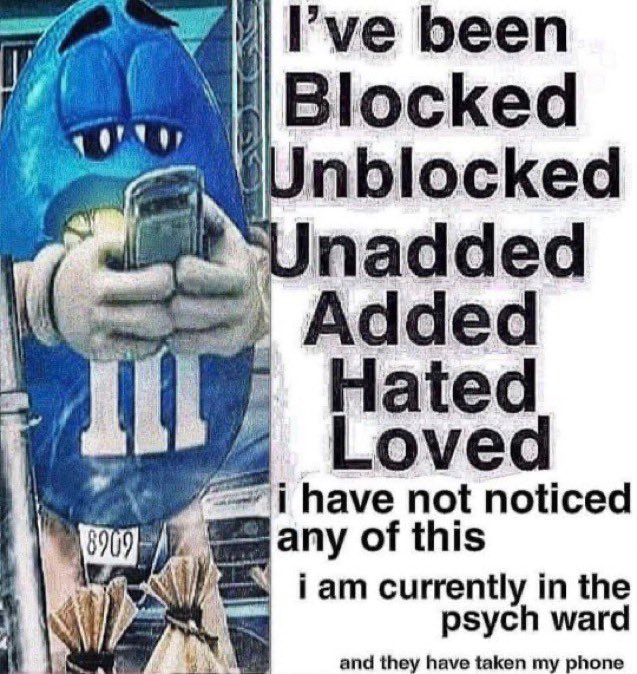 I've been
Blocked
Unblocked
Unadded
Added
Hated
Loved
i have not noticed
any of this
i am currently in the
psych ward
and they have taken my phone
m
8909